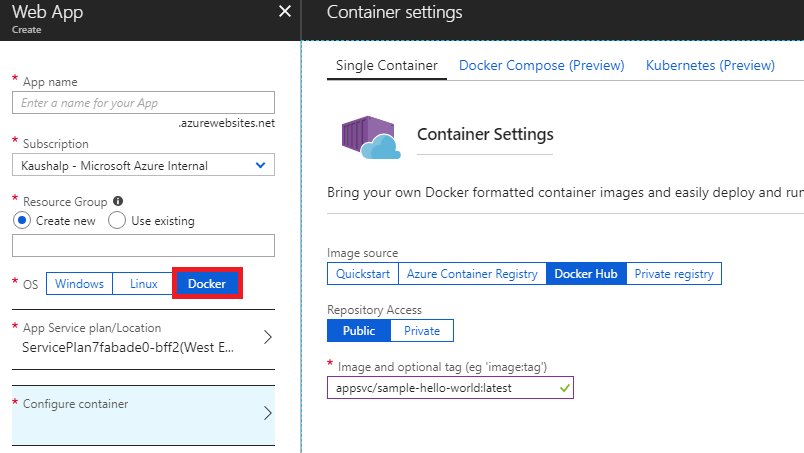 Web App
Create
* App name
Enter a name for your App
.azurewebsites.net
* Subscription
Kaushalp - Microsoft Azure Internal
* Resource Group
Create new Use existing
* OS Windows Linux Docker
* App Service plan/Location
ServicePlan7fabade0-bff2(West E...
* Configure container
Container settings
Single Container Docker Compose (Preview) Kubernetes (Preview)
Container Settings
Bring your own Docker formatted container images and easily deploy and run
Image source
Quickstart Azure Container Registry Docker Hub Private registry
Repository Access
Public Private
* Image and optional tag (eg 'image:tag')
appsvc/sample-hello-world:latest